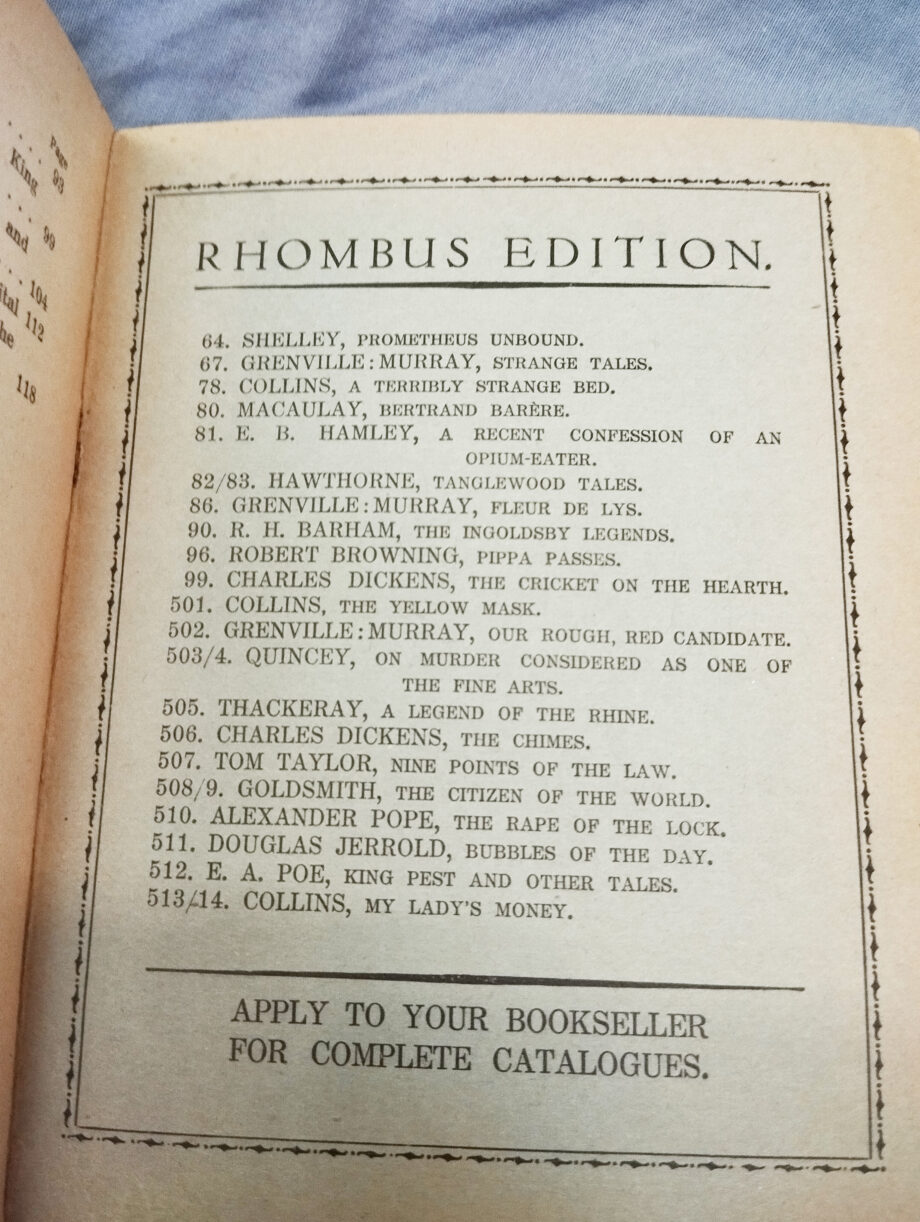 Page
. . . . 93
King
. . . 99
and
. . . 104
ital 112
he
118
RHOMBUS EDITION.
64. SHELLEY, PROMETHEUS UNBOUND.
67. GRENVILLE:MURRAY, STRANGE TALES.
78. COLLINS, A TERRIBLY STRANGE BED.
80. MACAULAY, BERTRAND BARÈRE.
81. E. B. HAMLEY, A RECENT CONFESSION OF AN
OPIUM-EATER.
82/83. HAWTHORNE, TANGLEWOOD TALES.
86. GRENVILLE:MURRAY, FLEUR DE LYS.
90. R. H. BARHAM, THE INGOLDSBY LEGENDS.
96. ROBERT BROWNING, PIPPA PASSES.
99. CHARLES DICKENS, THE CRICKET ON THE HEARTH.
501. COLLINS, THE YELLOW MASK.
502. GRENVILLE:MURRAY, OUR ROUGH, RED CANDIDATE.
503/4. QUINCEY, ON MURDER CONSIDERED AS ONE OF
THE FINE ARTS.
505. THACKERAY, A LEGEND OF THE RHINE.
506. CHARLES DICKENS, THE CHIMES.
507. TOM TAYLOR, NINE POINTS OF THE LAW.
508/9. GOLDSMITH, THE CITIZEN OF THE WORLD.
510. ALEXANDER POPE, THE RAPE OF THE LOCK.
511. DOUGLAS JERROLD, BUBBLES OF THE DAY.
512. E. A. POE, KING PEST AND OTHER TALES.
513/14. COLLINS, MY LADY'S MONEY.
APPLY TO YOUR BOOKSELLER
FOR COMPLETE CATALOGUES.